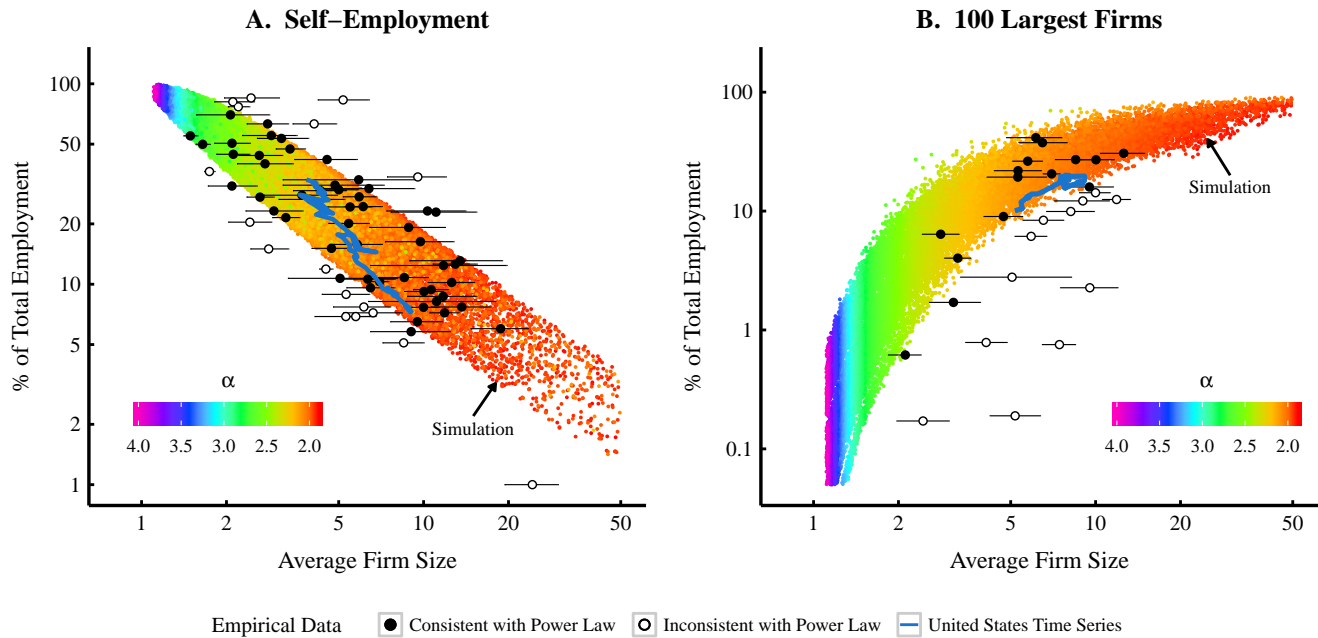 A. Self−Employment
B. 100 Largest Firms
% of Total Employment
100
50
20
10
5
2
1
α
4.0 3.5 3.0 2.5 2.0
Simulation
1 2 5 10 20 50
Average Firm Size
% of Total Employment
100
10
1
0.1
Simulation
α
4.0 3.5 3.0 2.5 2.0
1 2 5 10 20 50
Average Firm Size
Empirical Data Consistent with Power Law Inconsistent with Power Law United States Time Series